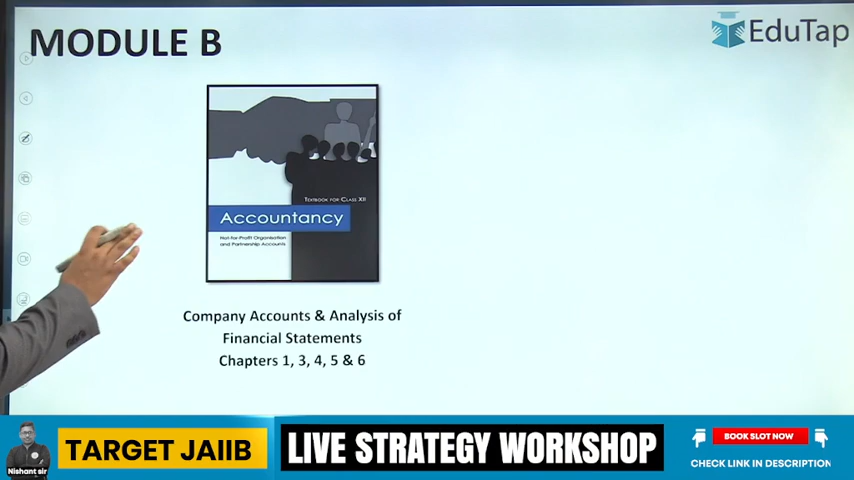 MODULE B
EduTap
TEXTBOOK FOR CLASS XII
Accountancy
Not-for-Profit Organisation
and Partnership Accounts
Company Accounts & Analysis of
Financial Statements
Chapters 1, 3, 4, 5 & 6
Nishant sir
TARGET JAIIB
LIVE STRATEGY WORKSHOP
BOOK SLOT NOW
CHECK LINK IN DESCRIPTION